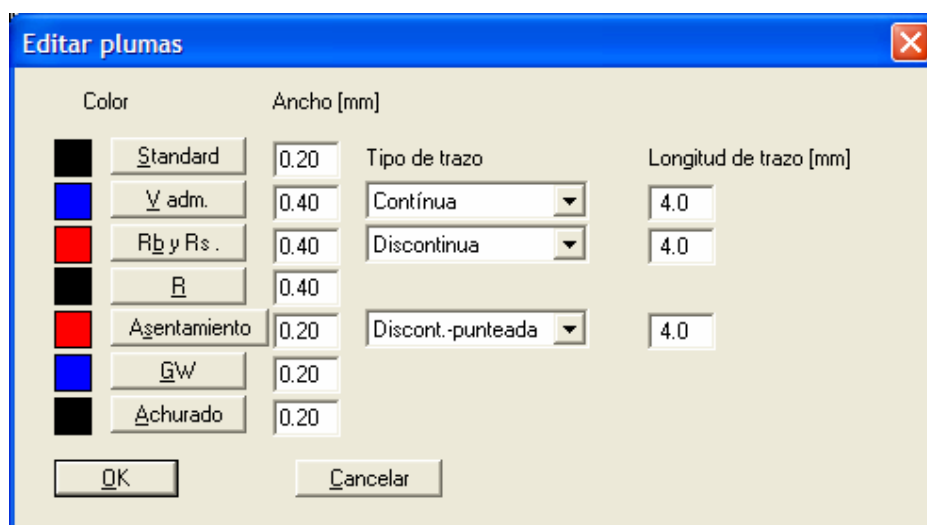 Editar plumas
Color Ancho [mm]
Standard 0.20 Tipo de trazo Longitud de trazo [mm]
V adm. 0.40 Contínua 4.0
Rb y Rs . 0.40 Discontinua 4.0
R 0.40
Asentamiento 0.20 Discont.-punteada 4.0
GW 0.20
Achurado 0.20
OK Cancelar